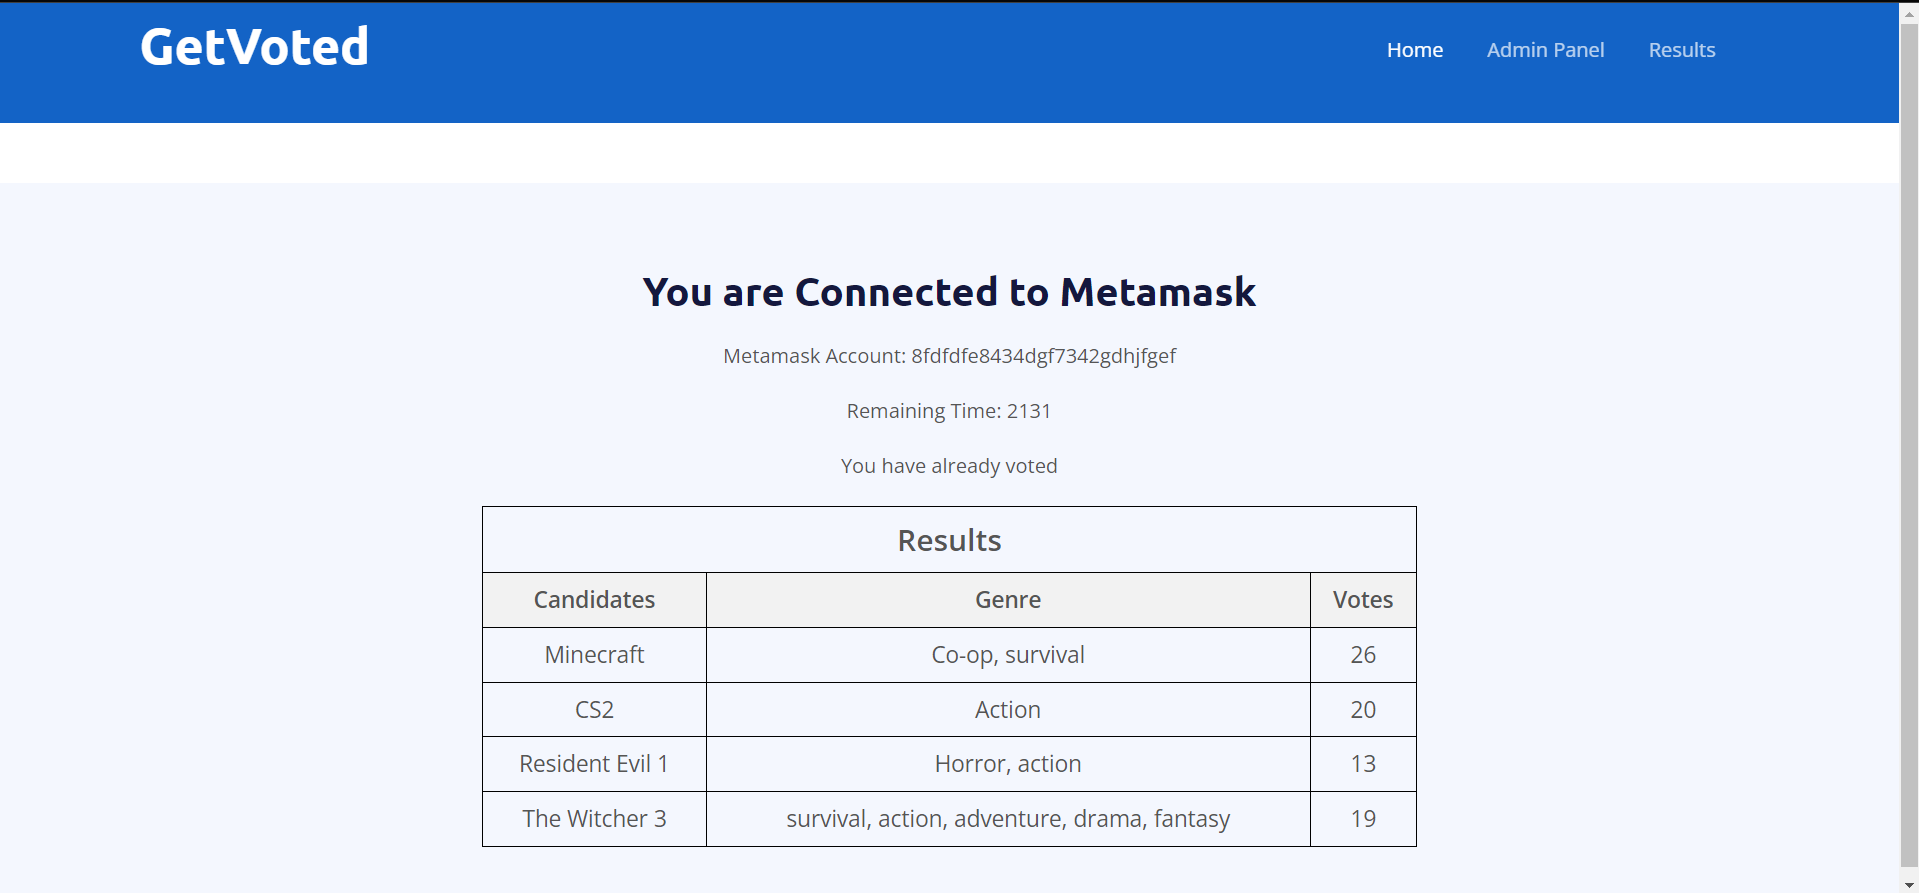 GetVoted
Home Admin Panel Results
You are Connected to Metamask
Metamask Account: 8fdfdfe8434dgf7342gdhjfgef
Remaining Time: 2131
You have already voted
Results
Candidates Genre Votes
Minecraft Co-op, survival 26
CS2 Action 20
Resident Evil 1 Horror, action 13
The Witcher 3 survival, action, adventure, drama, fantasy 19